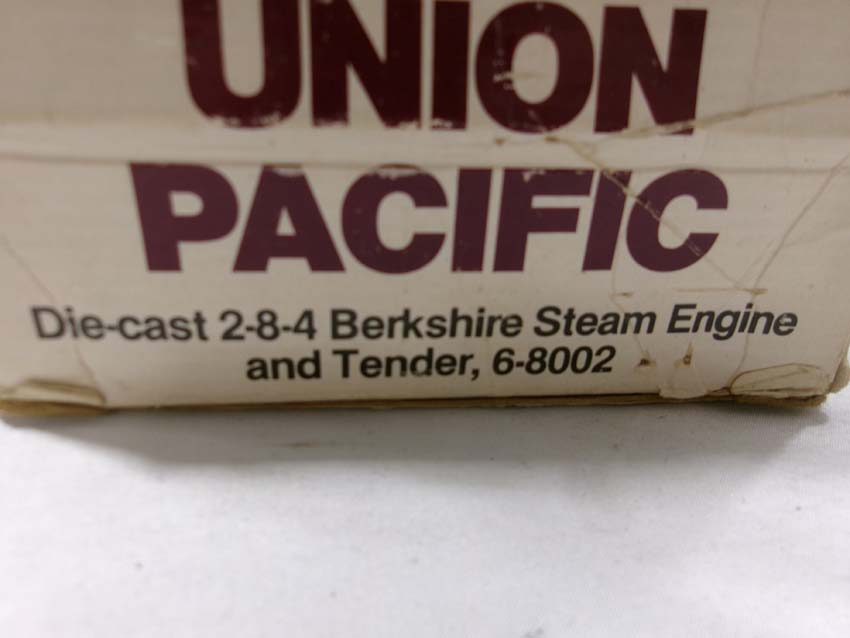 UNION
PACIFIC
Die-cast 2-8-4 Berkshire Steam Engine
and Tender, 6-8002